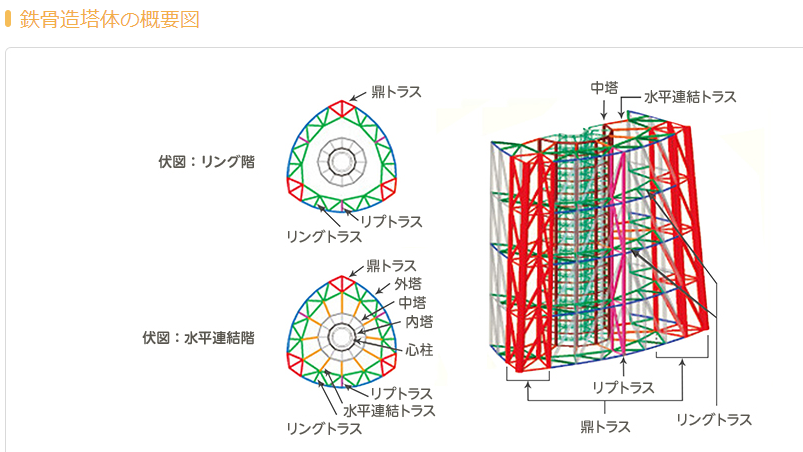 鉄骨造塔体の概要図
鼎トラス
伏図：リング階
リプトラス
リングトラス
鼎トラス
外塔
中塔
内塔
心柱
伏図：水平連結階
リプトラス
水平連結トラス
リングトラス
中塔
水平連結トラス
リプトラス
リングトラス
鼎トラス